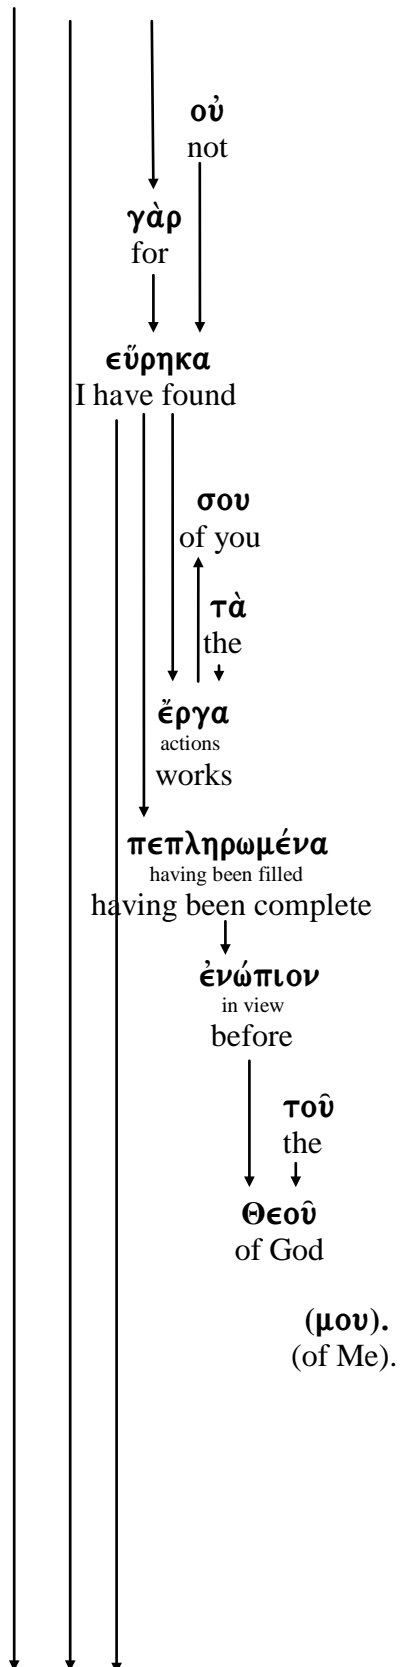 οὐ
not
γὰρ
for
εὕρηκα
I have found
σου
of you
τὰ
the
ἔργα
actions
works
πεπληρωμένα
having been filled
having been complete
ἐνώπιον
in view
before
τοῦ
the
Θεοῦ
of God
(μου).
(of Me).